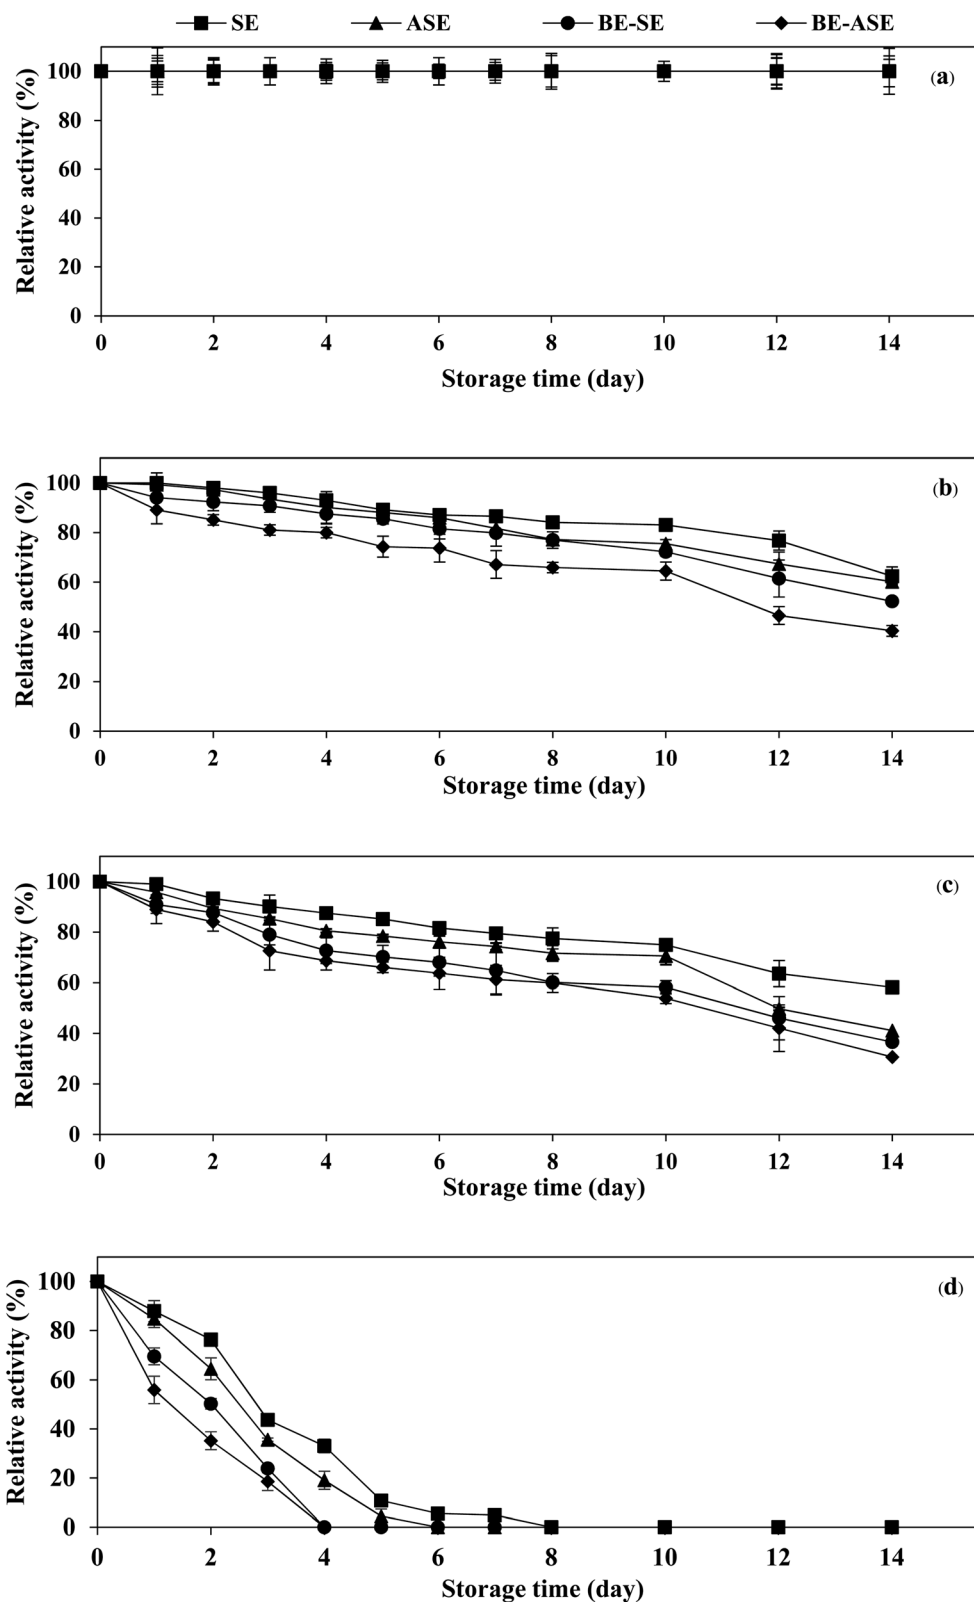 SE ASE BE-SE BE-ASE
(a)
Relative activity (%)
100
80
60
40
20
0
0 2 4 6 8 10 12 14
Storage time (day)
(b)
Relative activity (%)
100
80
60
40
20
0
0 2 4 6 8 10 12 14
Storage time (day)
(c)
Relative activity (%)
100
80
60
40
20
0
0 2 4 6 8 10 12 14
Storage time (day)
(d)
Relative activity (%)
100
80
60
40
20
0
0 2 4 6 8 10 12 14
Storage time (day)